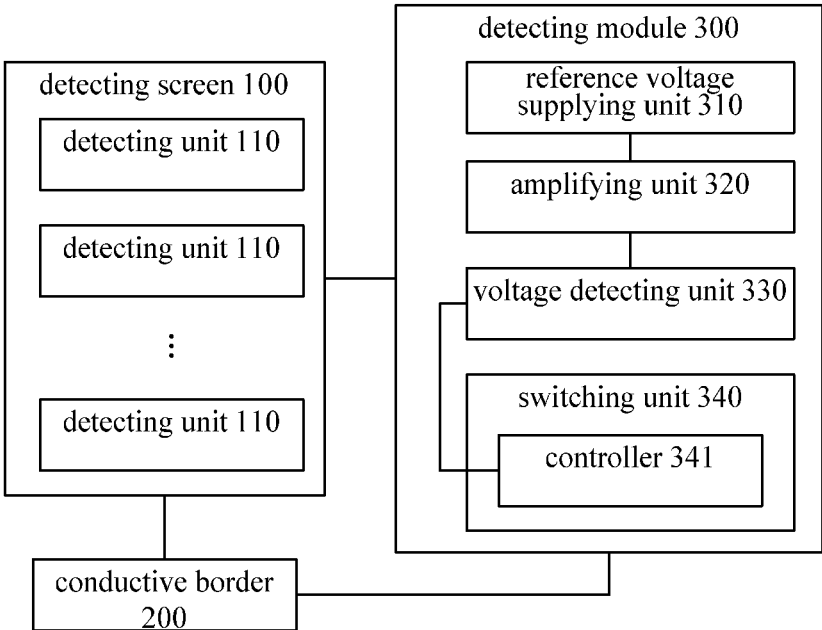 detecting screen 100
detecting unit 110
detecting unit 110
⋮
detecting unit 110
conductive border
200
detecting module 300
reference voltage
supplying unit 310
amplifying unit 320
voltage detecting unit 330
switching unit 340
controller 341